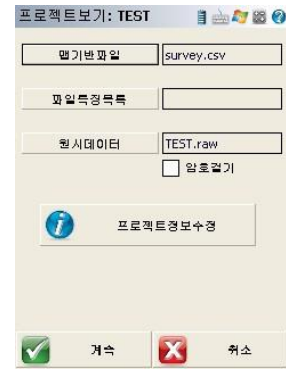 프로젝트보기: TEST
맵기반파일 survey.csv
파일특징목록
원시데이터 TEST.raw
암호걸기
프로젝트정보수정
계속 취소